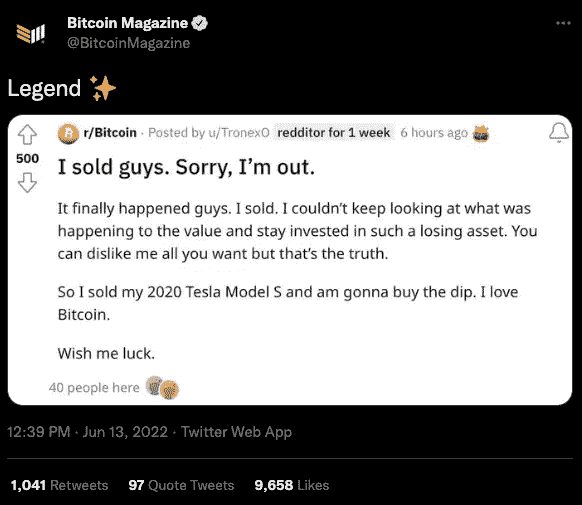 Bitcoin Magazine
@BitcoinMagazine
Legend ✨
r/Bitcoin · Posted by u/TronexO redditor for 1 week 6 hours ago
500
I sold guys. Sorry, I'm out.
It finally happened guys. I sold. I couldn't keep looking at what was
happening to the value and stay invested in such a losing asset. You
can dislike me all you want but that's the truth.
So I sold my 2020 Tesla Model S and am gonna buy the dip. I love
Bitcoin.
Wish me luck.
40 people here
12:39 PM · Jun 13, 2022 · Twitter Web App
1,041 Retweets 97 Quote Tweets 9,658 Likes